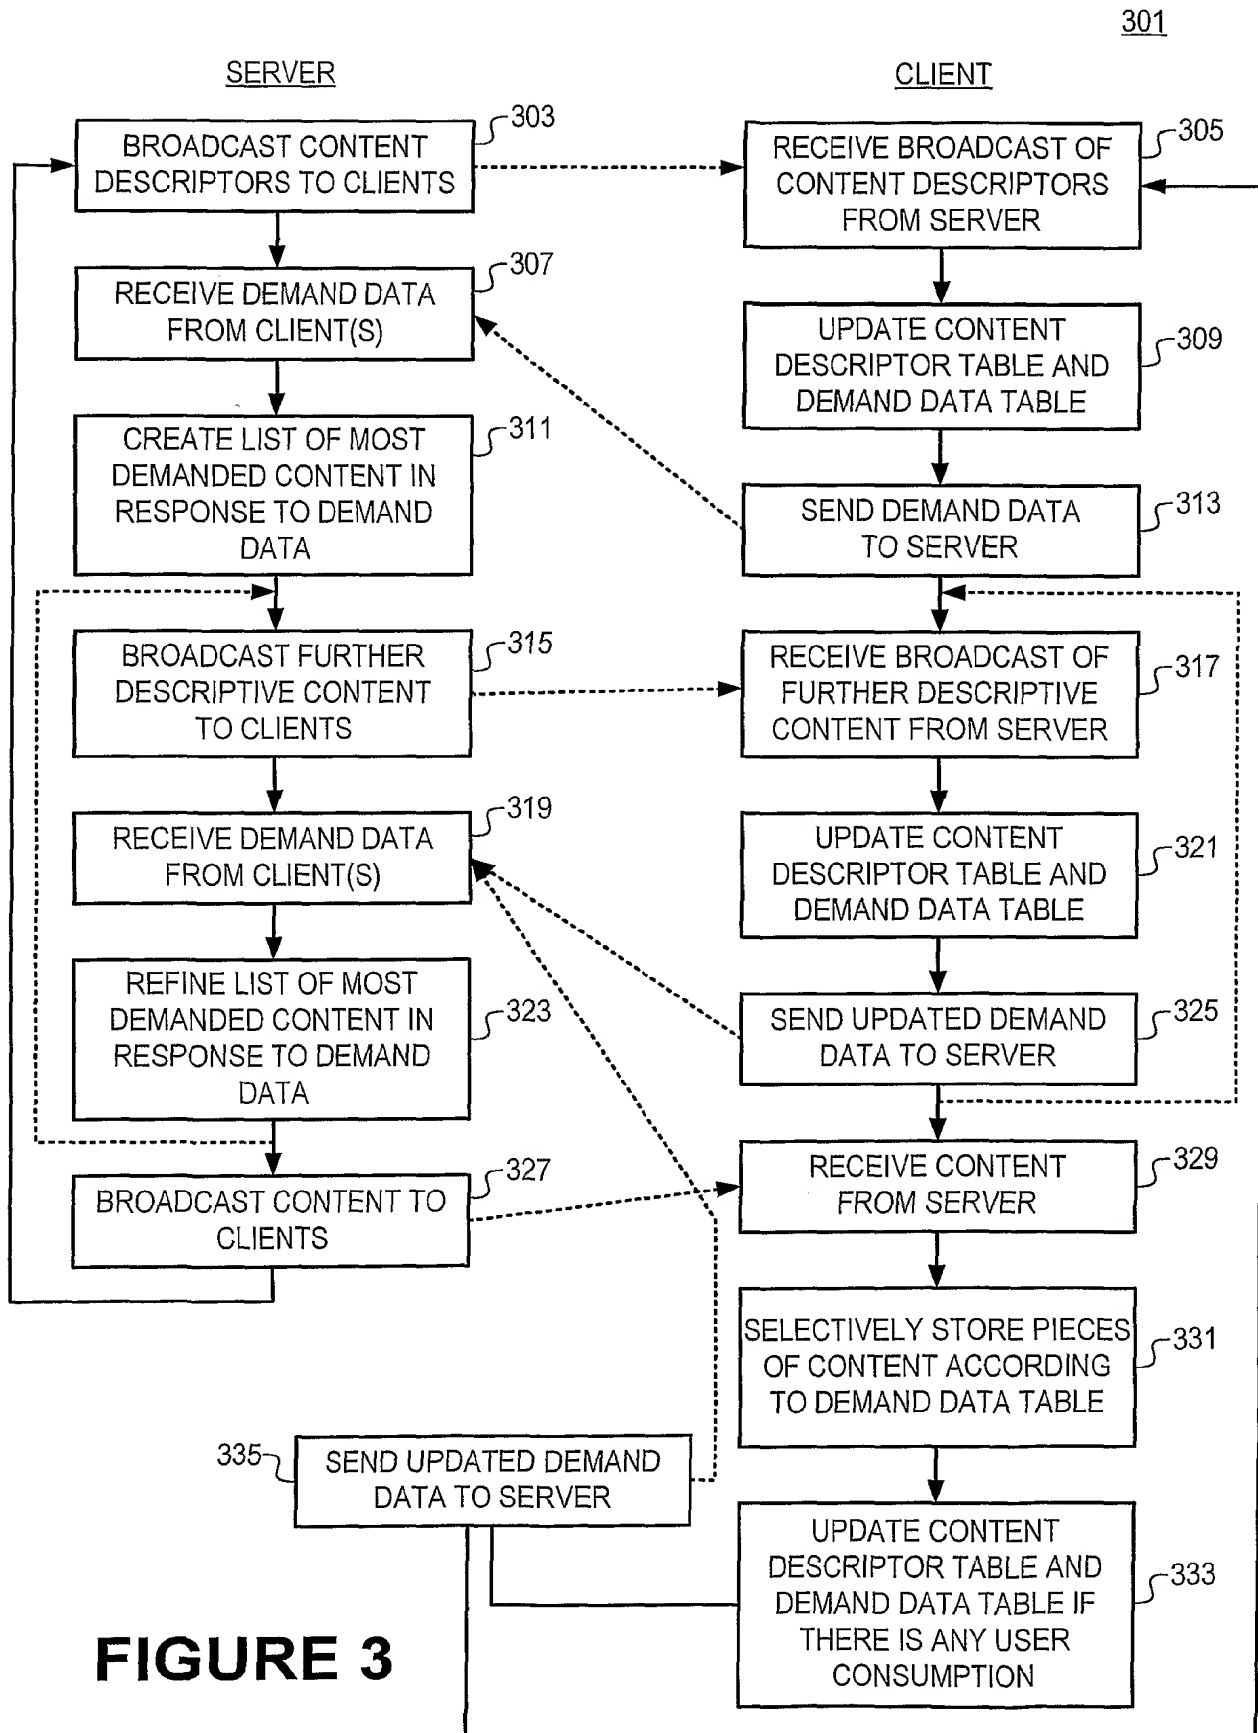 301
SERVER
CLIENT
303
BROADCAST CONTENT
DESCRIPTORS TO CLIENTS
305
RECEIVE BROADCAST OF
CONTENT DESCRIPTORS
FROM SERVER
307
RECEIVE DEMAND DATA
FROM CLIENT(S)
309
UPDATE CONTENT
DESCRIPTOR TABLE AND
DEMAND DATA TABLE
311
CREATE LIST OF MOST
DEMANDED CONTENT IN
RESPONSE TO DEMAND
DATA
313
SEND DEMAND DATA
TO SERVER
315
BROADCAST FURTHER
DESCRIPTIVE CONTENT
TO CLIENTS
317
RECEIVE BROADCAST OF
FURTHER DESCRIPTIVE
CONTENT FROM SERVER
319
RECEIVE DEMAND DATA
FROM CLIENT(S)
321
UPDATE CONTENT
DESCRIPTOR TABLE AND
DEMAND DATA TABLE
323
REFINE LIST OF MOST
DEMANDED CONTENT IN
RESPONSE TO DEMAND
DATA
325
SEND UPDATED DEMAND
DATA TO SERVER
327
BROADCAST CONTENT TO
CLIENTS
329
RECEIVE CONTENT
FROM SERVER
331
SELECTIVELY STORE PIECES
OF CONTENT ACCORDING
TO DEMAND DATA TABLE
335
SEND UPDATED DEMAND
DATA TO SERVER
333
UPDATE CONTENT
DESCRIPTOR TABLE AND
DEMAND DATA TABLE IF
THERE IS ANY USER
CONSUMPTION
FIGURE 3